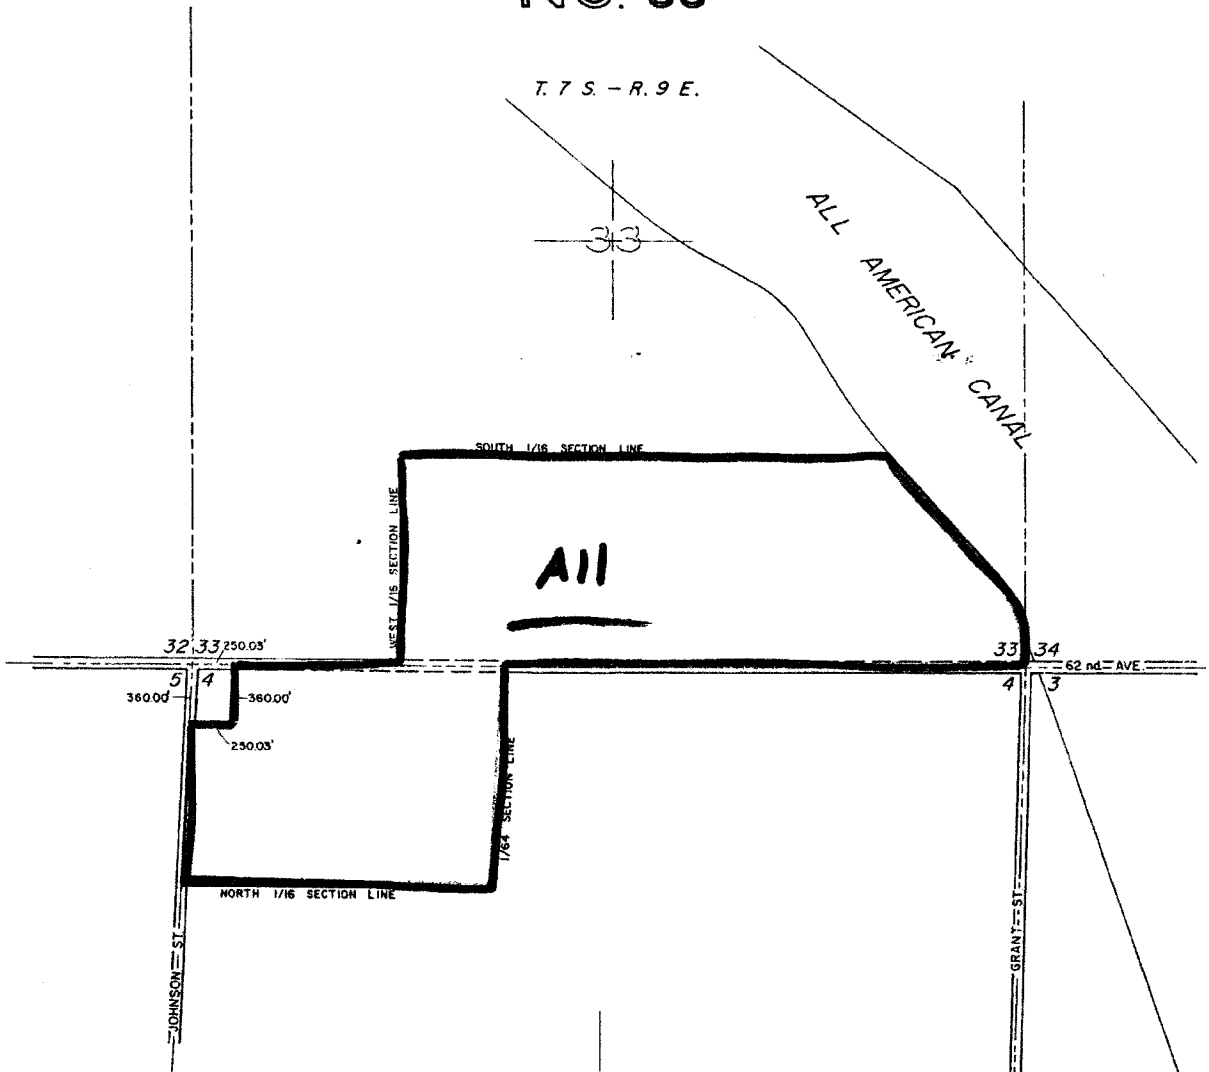 NO.
T. 7 S. – R. 9 E.
33
ALL AMERICAN CANAL
SOUTH 1/16 SECTION LINE
WEST 1/16 SECTION LINE
All
32 33
250.03'
33 34
62 nd. AVE.
5 4
4 3
360.00'
360.00'
250.03'
1/64 SECTION LINE
NORTH 1/16 SECTION LINE
JOHNSON ST.
GRANT ST.